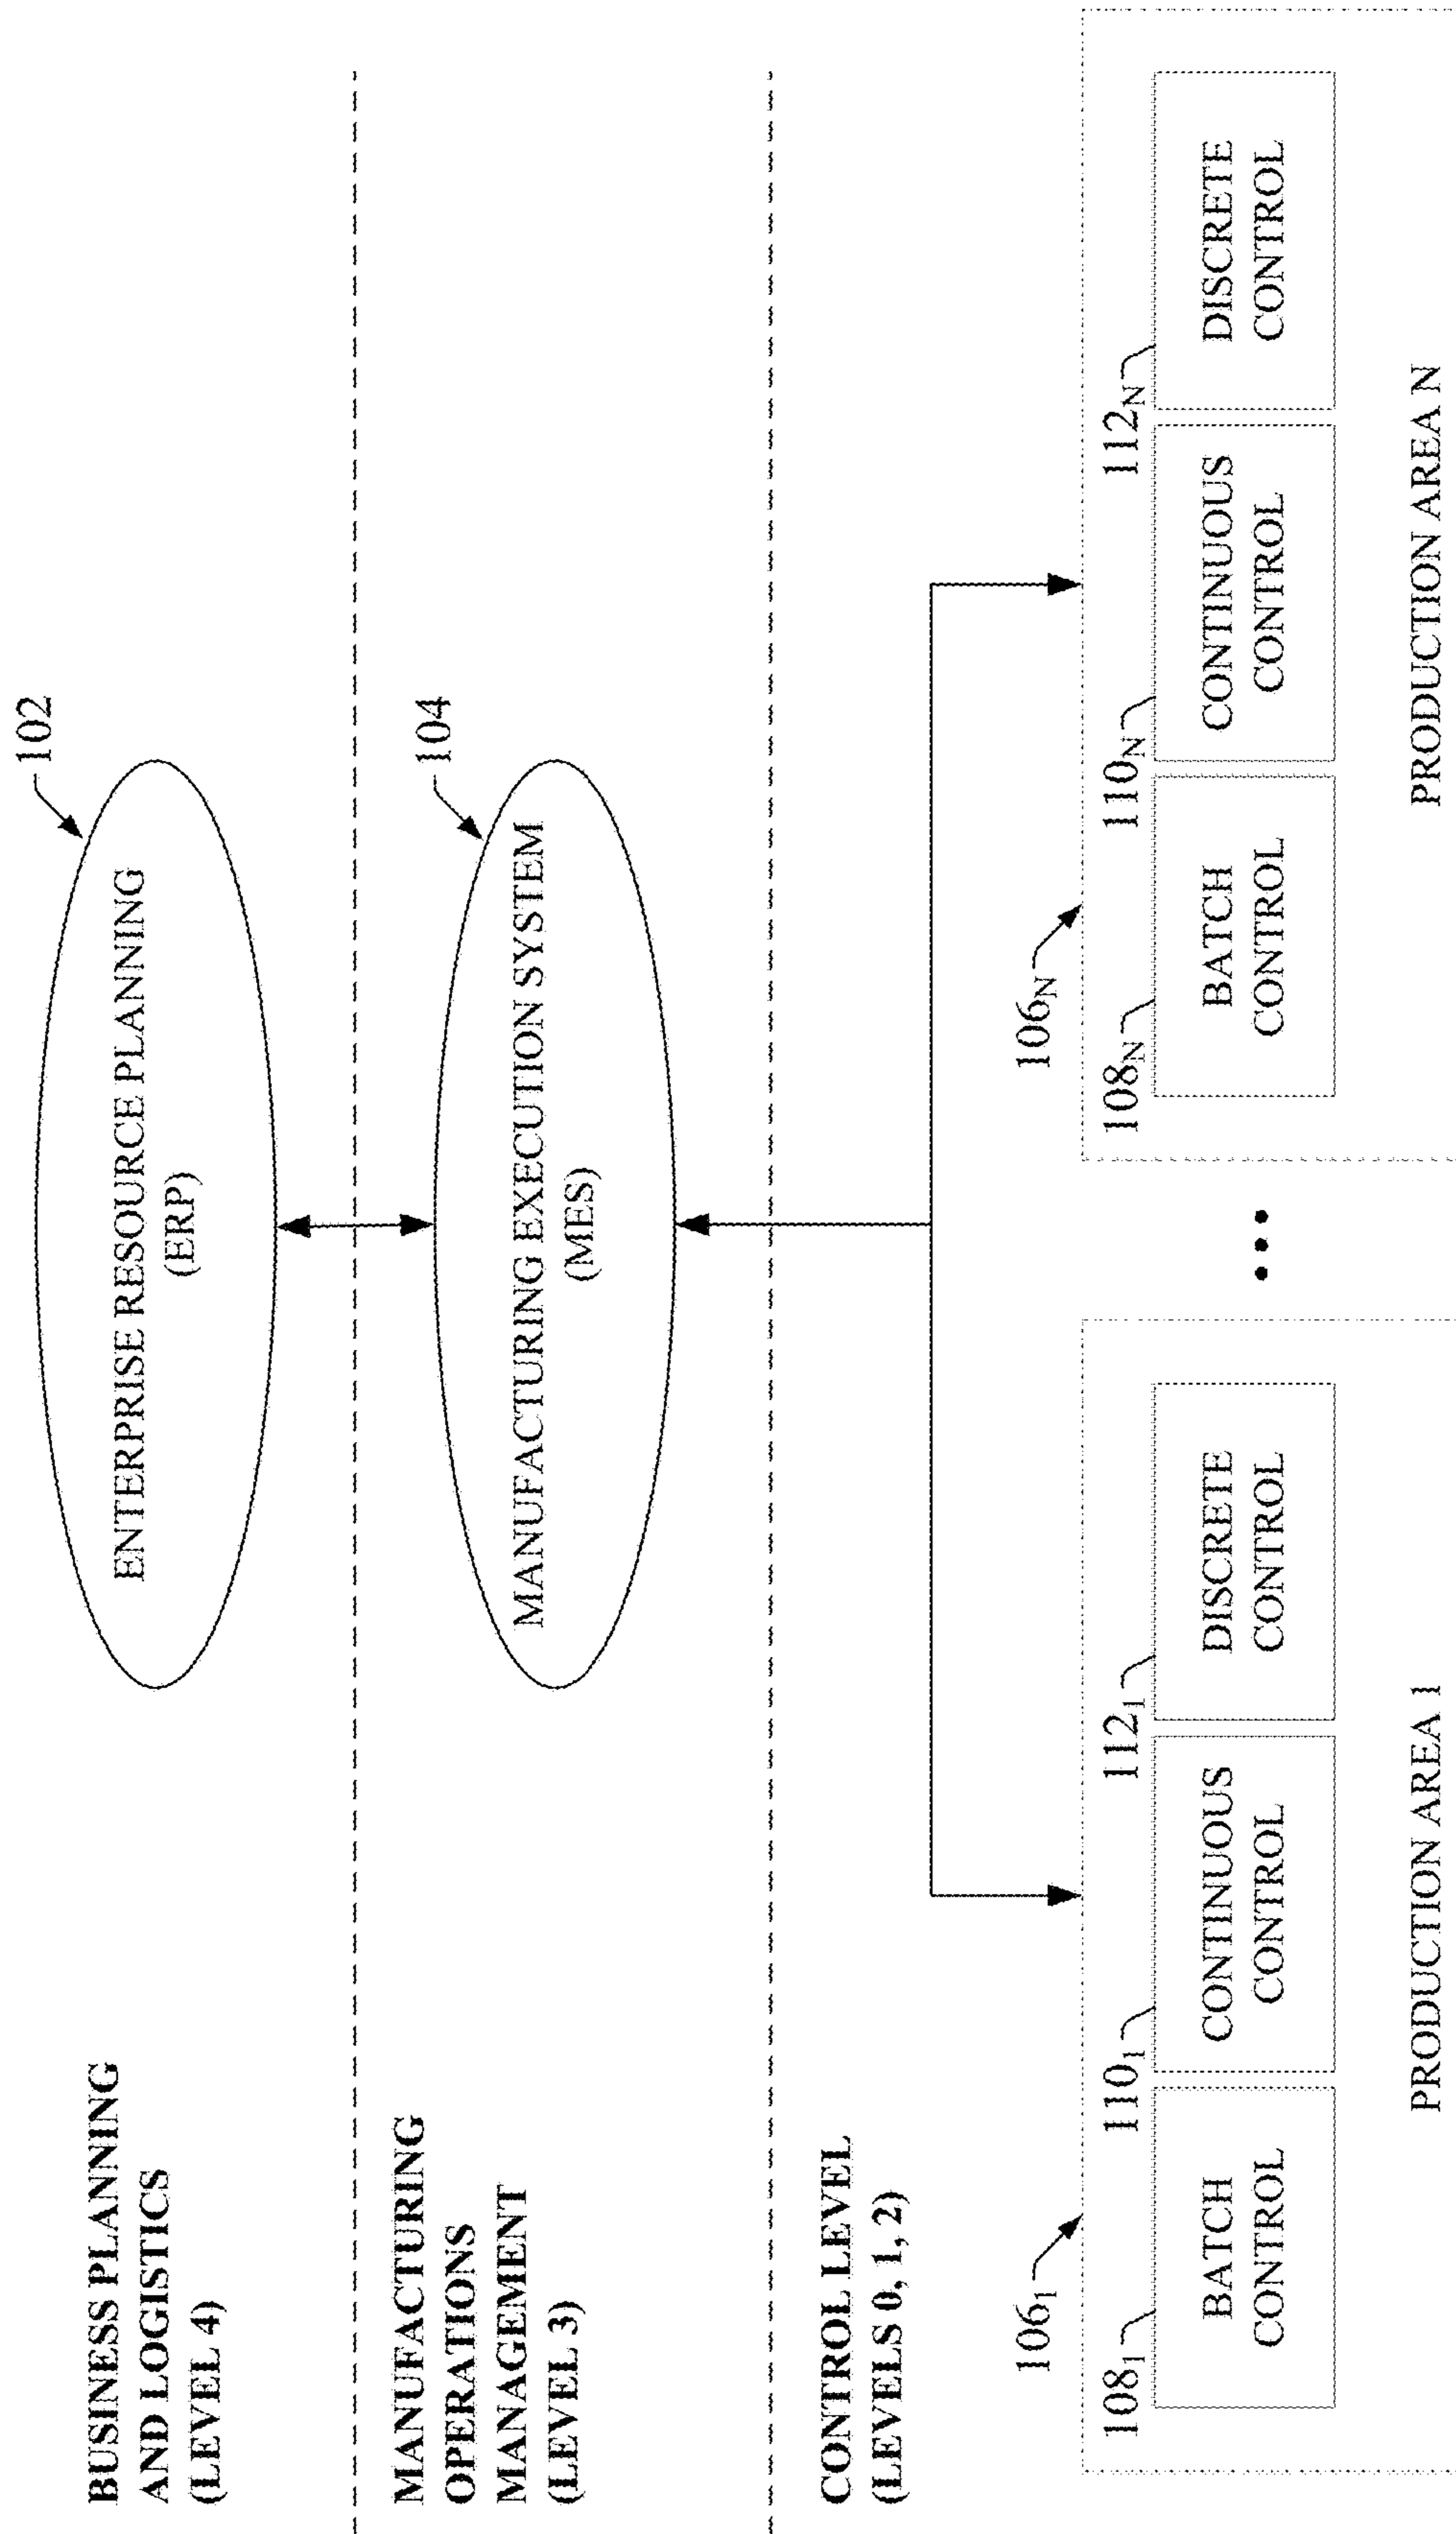 BUSINESS PLANNING
AND LOGISTICS
(LEVEL 4)
102
ENTERPRISE RESOURCE PLANNING
(ERP)
MANUFACTURING
OPERATIONS
MANAGEMENT
(LEVEL 3)
104
MANUFACTURING EXECUTION SYSTEM
(MES)
CONTROL LEVEL
(LEVELS 0, 1, 2)
106₁
108₁
BATCH
CONTROL
110₁
CONTINUOUS
CONTROL
112₁
DISCRETE
CONTROL
PRODUCTION AREA 1
•••
106N
108N
BATCH
CONTROL
110N
CONTINUOUS
CONTROL
112N
DISCRETE
CONTROL
PRODUCTION AREA N